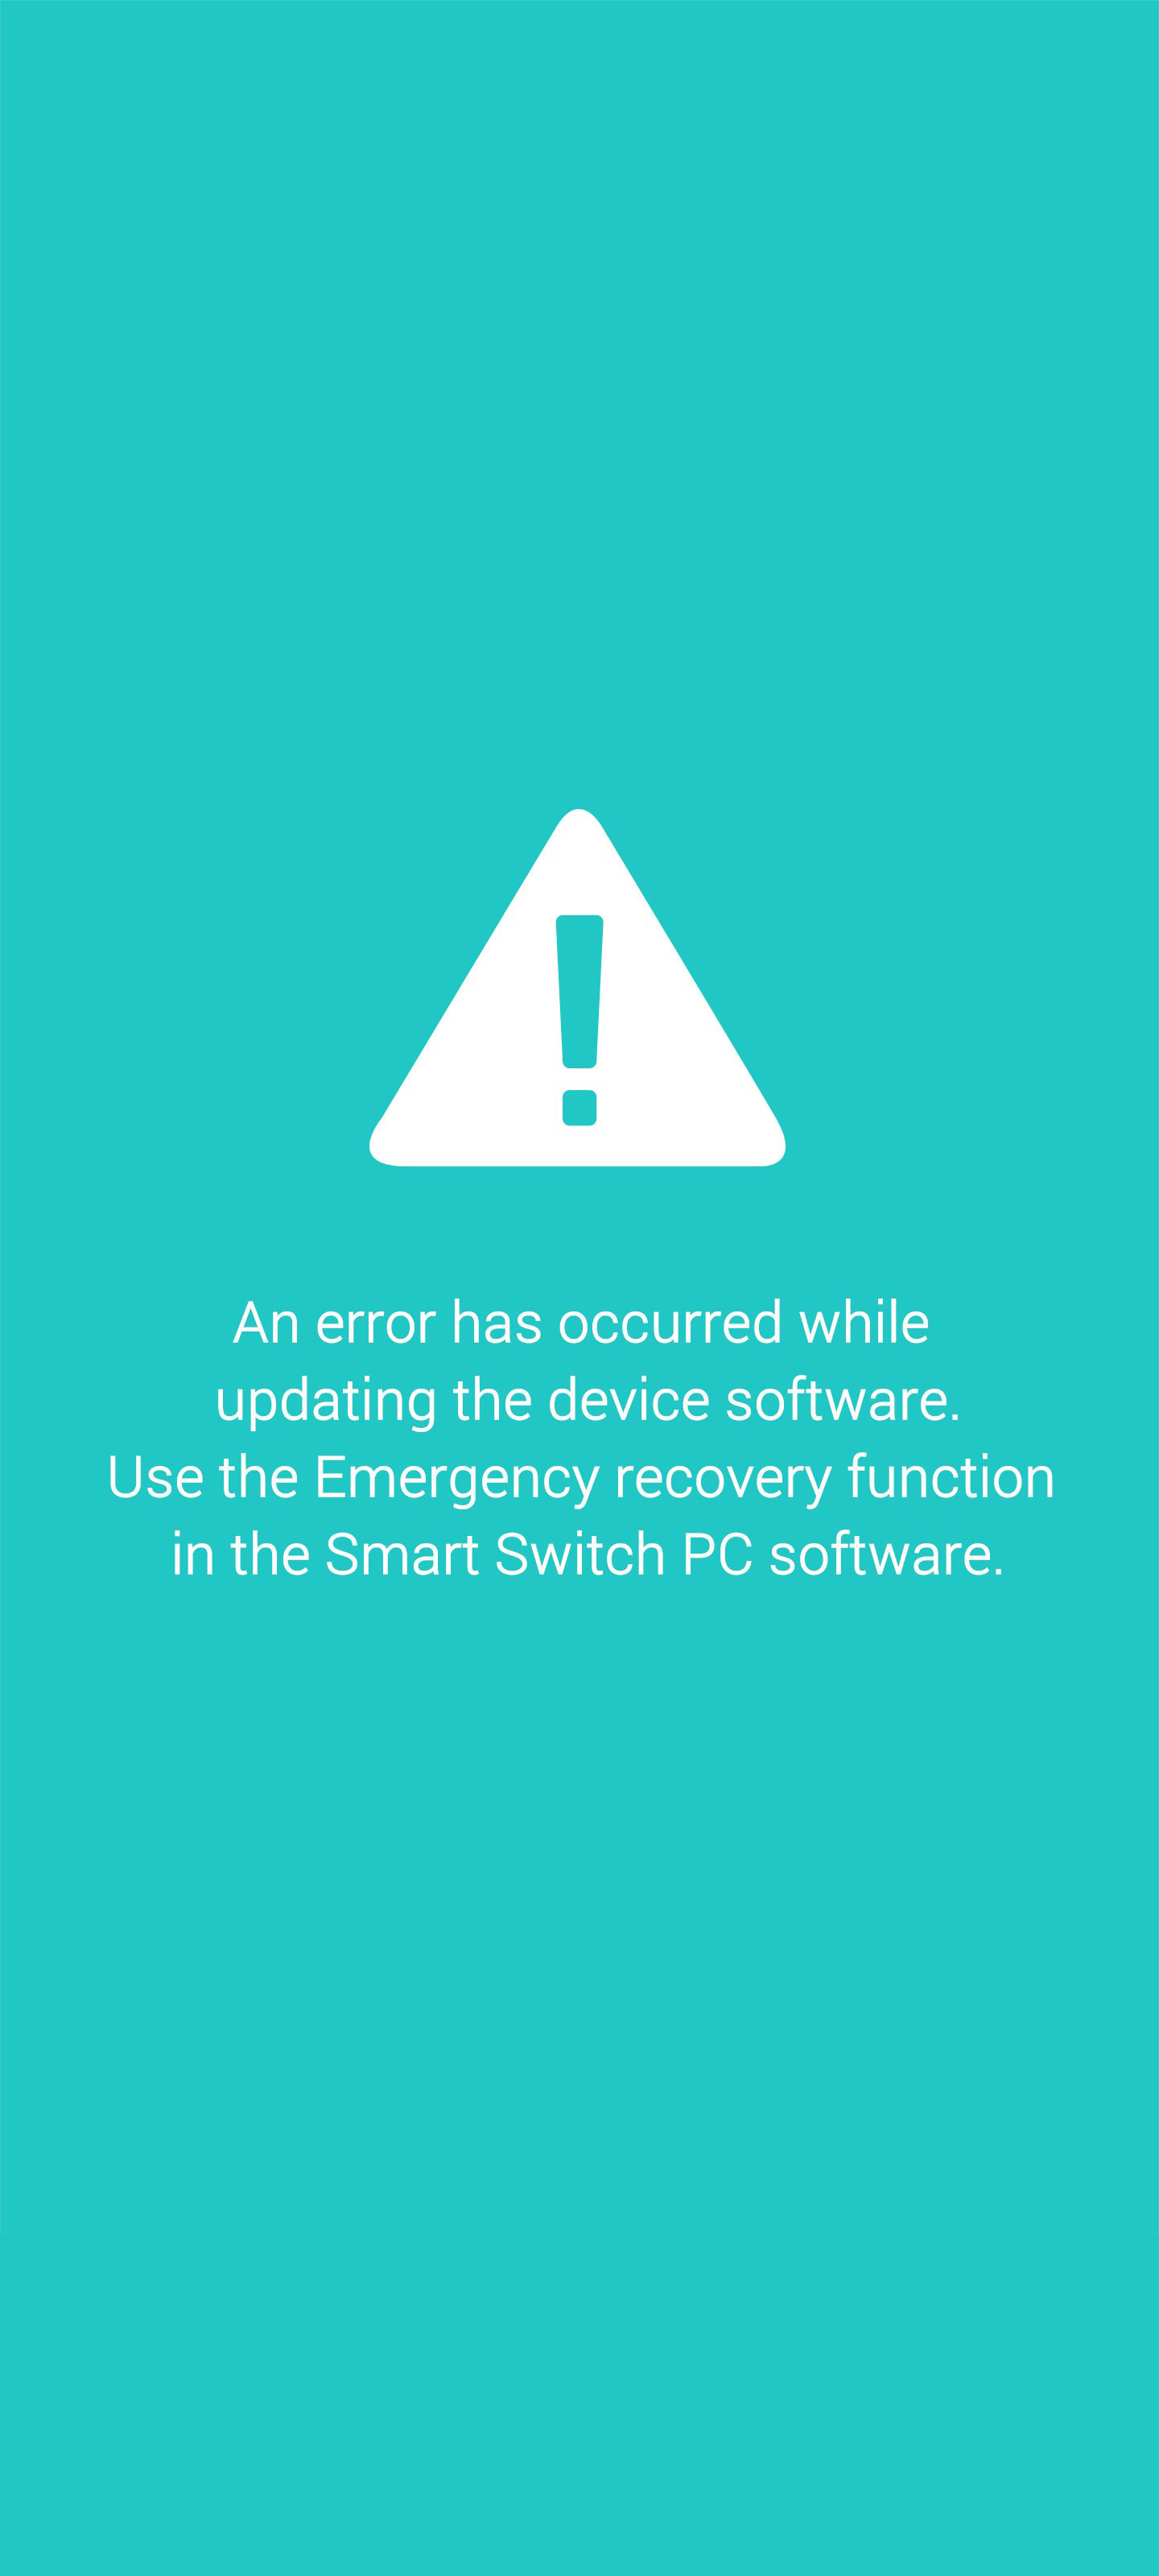 An error has occurred while
updating the device software.
Use the Emergency recovery function
in the Smart Switch PC software.